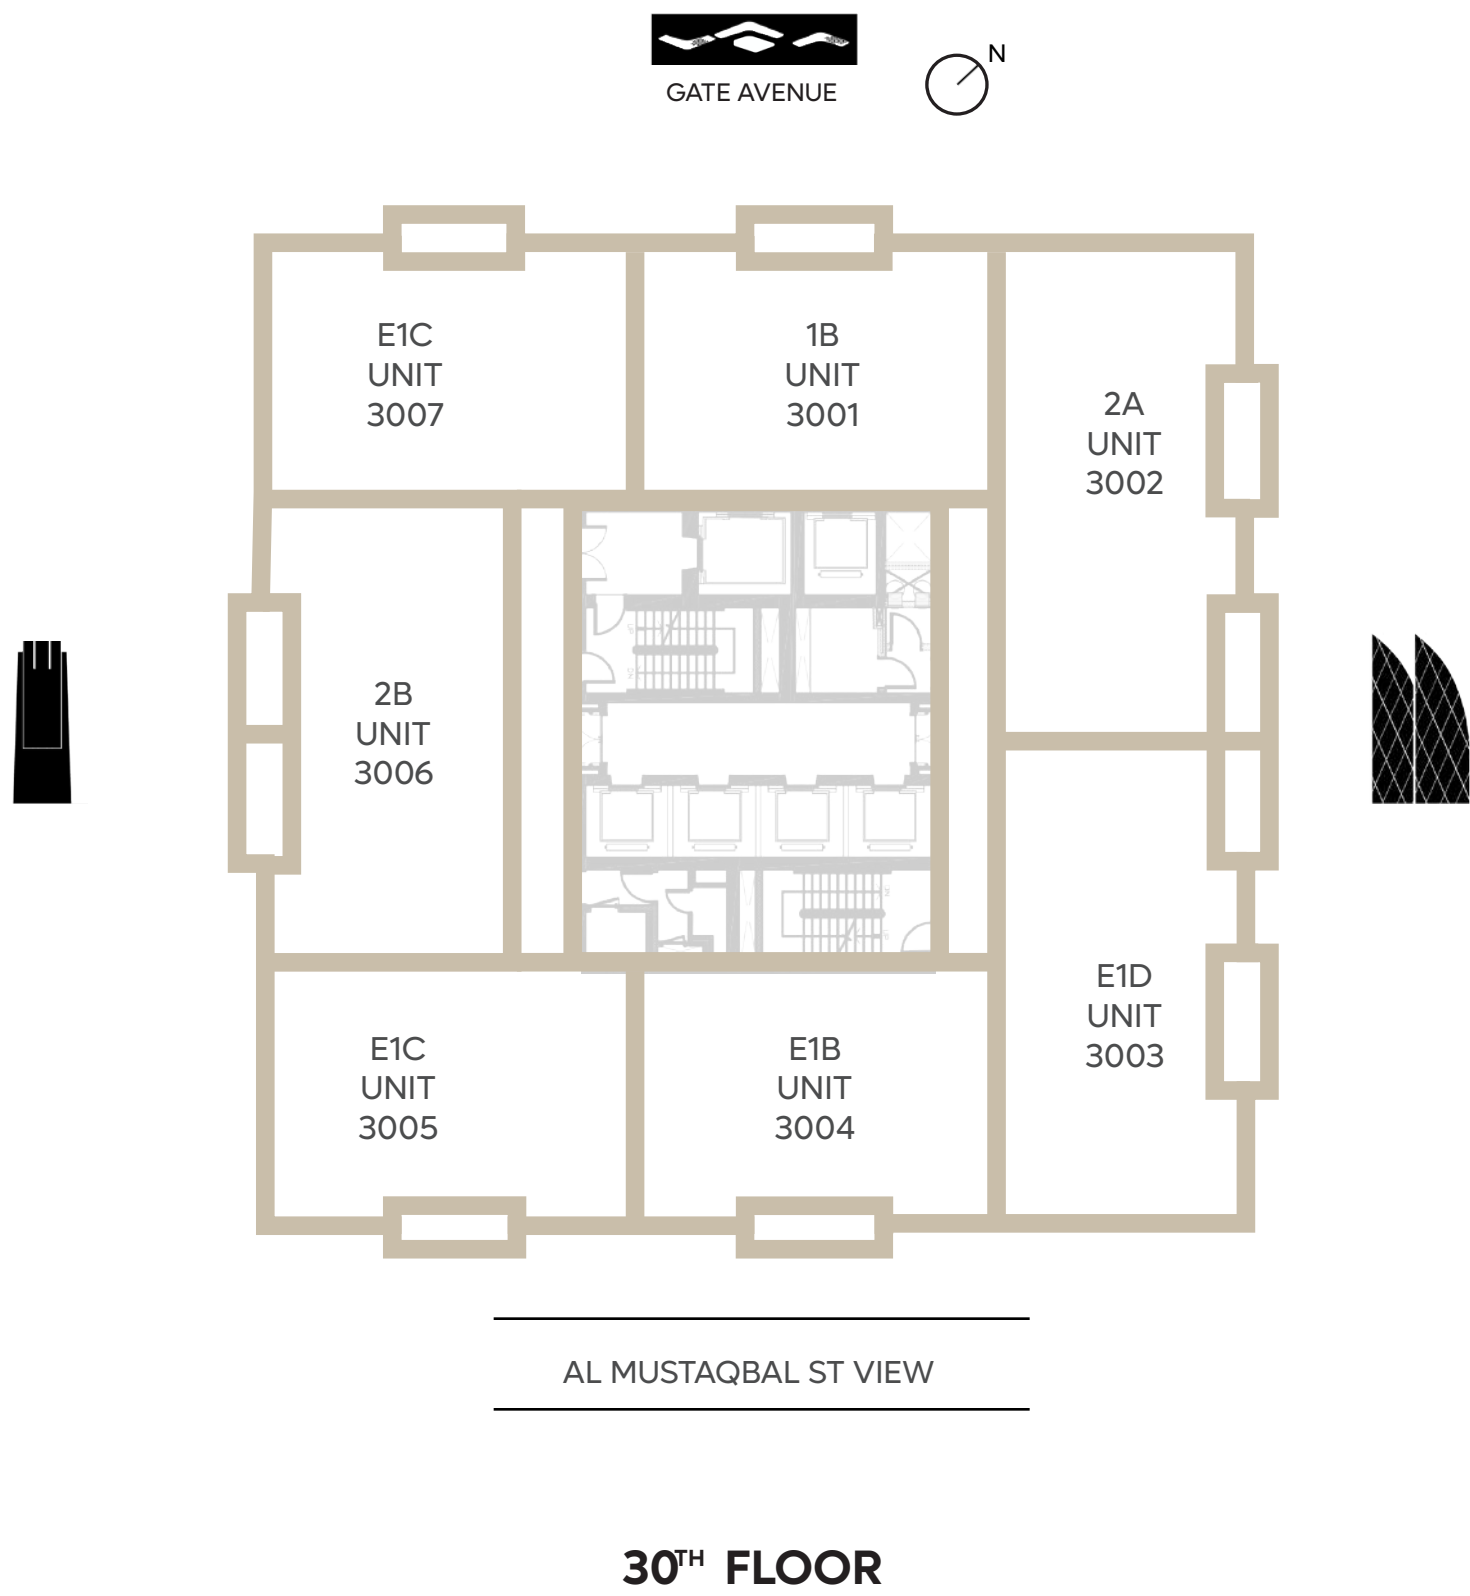 GATE AVENUE
N
E1C
UNIT
3007
1B
UNIT
3001
2A
UNIT
3002
2B
UNIT
3006
E1D
UNIT
3003
E1C
UNIT
3005
E1B
UNIT
3004
AL MUSTAQBAL ST VIEW
30TH FLOOR